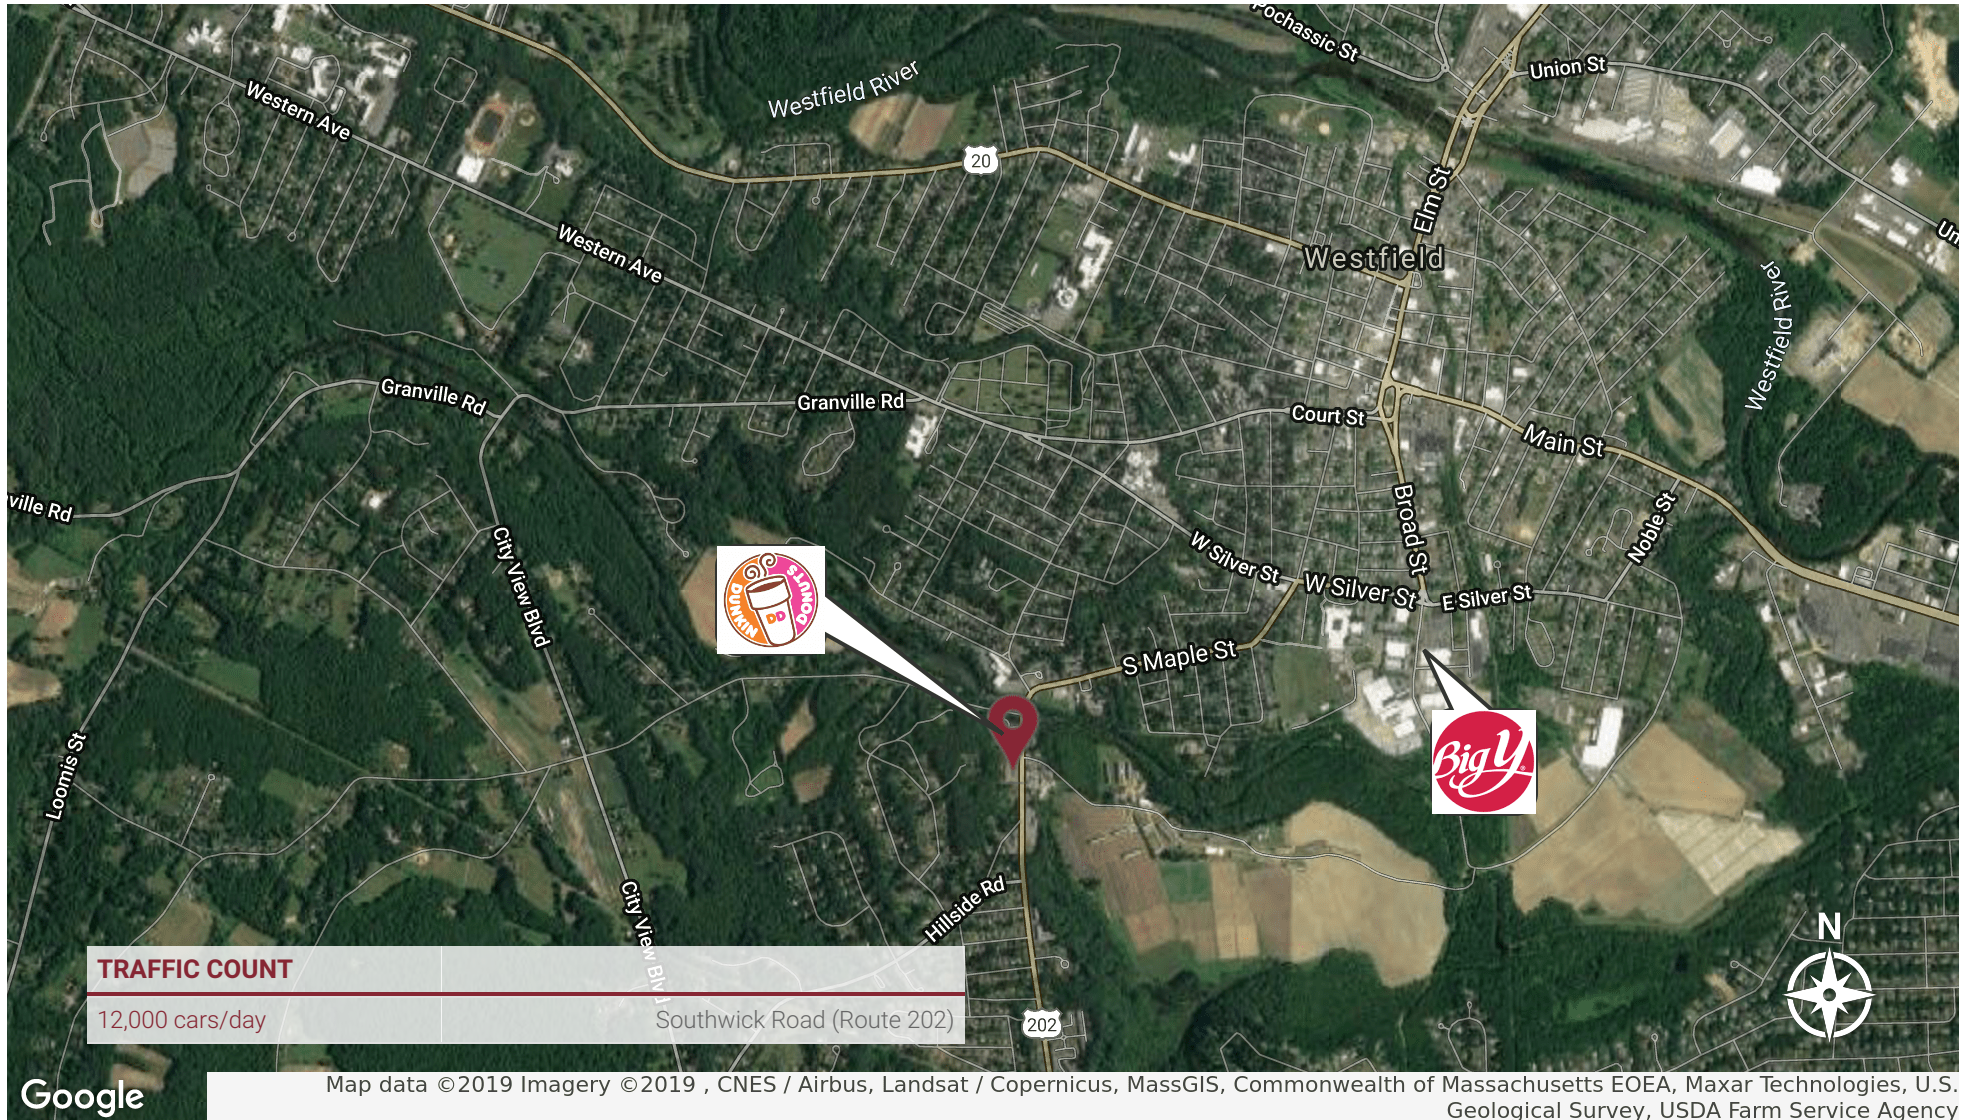 Pochassic St
Union St
Westfield River
Western Ave
20
Elm St
Un
Western Ave
Westfield
Westfield River
Granville Rd
Granville Rd
Court St
Main St
ville Rd
Broad St
Noble St
City View Blvd
W Silver St
W Silver St
E Silver St
DUNKIN'
DONUTS
DD
S Maple St
Loomis St
Big Y
Hillside Rd
City View Blvd
N
TRAFFIC COUNT
12,000 cars/day
Southwick Road (Route 202)
202
Google
Map data ©2019 Imagery ©2019 , CNES / Airbus, Landsat / Copernicus, MassGIS, Commonwealth of Massachusetts EOEA, Maxar Technologies, U.S.
Geological Survey, USDA Farm Service Agency